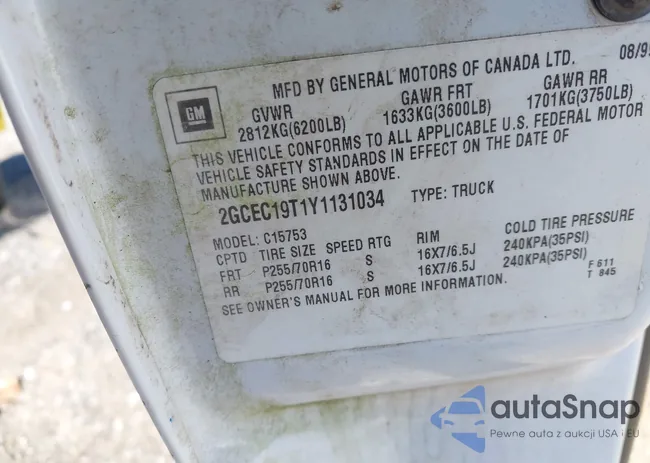 MFD BY GENERAL MOTORS OF CANADA LTD. 08/9
GM
GVWR GAWR FRT GAWR RR
2812KG(6200LB) 1633KG(3600LB) 1701KG(3750LB)
THIS VEHICLE CONFORMS TO ALL APPLICABLE U.S. FEDERAL MOTOR
VEHICLE SAFETY STANDARDS IN EFFECT ON THE DATE OF
MANUFACTURE SHOWN ABOVE.
2GCEC19T1Y1131034 TYPE: TRUCK
MODEL: C15753
CPTD TIRE SIZE SPEED RTG RIM COLD TIRE PRESSURE
FRT P255/70R16 S 16X7/6.5J 240KPA(35PSI)
RR P255/70R16 S 16X7/6.5J 240KPA(35PSI)
SEE OWNER'S MANUAL FOR MORE INFORMATION.
F 611
T 845
autaSnap
Pewne auta z aukcji USA i EU